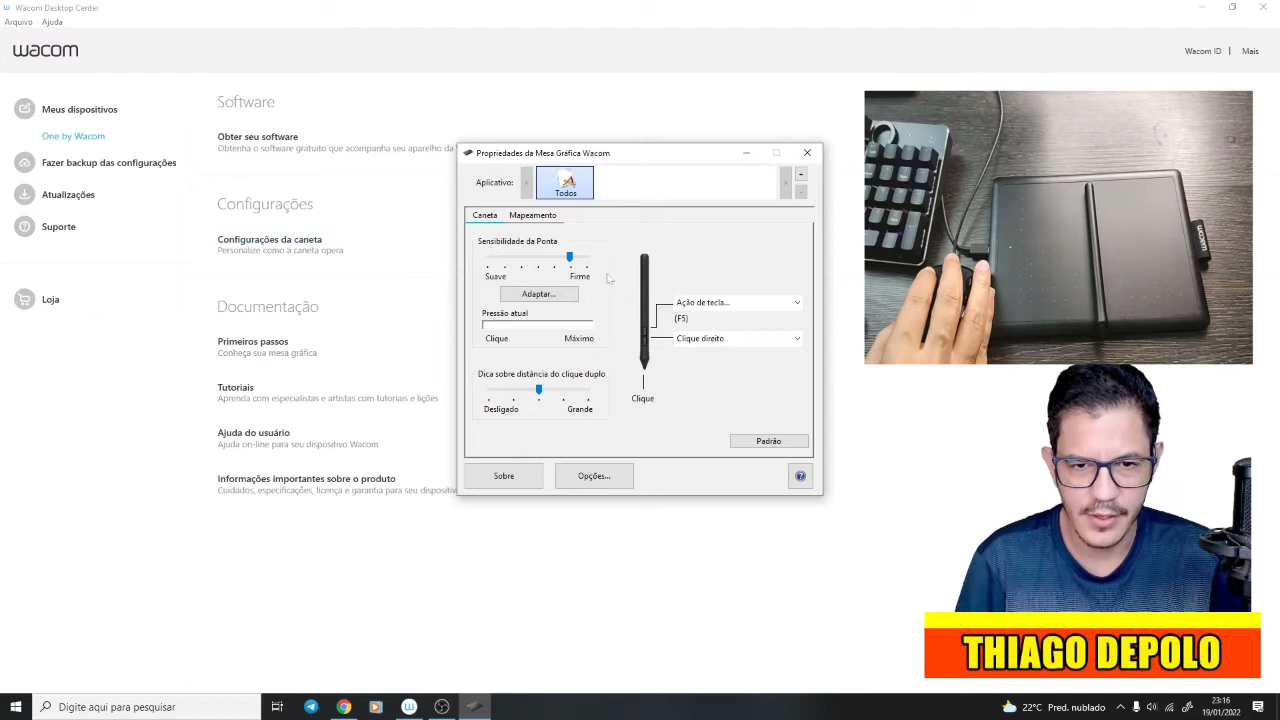 Wacom Desktop Center
Arquivo Ajuda
wacom
Wacom ID | Mais
Meus dispositivos
One by Wacom
Fazer backup das configurações
Atualizações
Suporte
Loja
Software
Obter seu software
Obtenha o software gratuito que acompanha seu aparelho da
Configurações
Configurações da caneta
Personalize como a caneta opera
Documentação
Primeiros passos
Conheça sua mesa gráfica
Tutoriais
Aprenda com especialistas e artistas com tutoriais e lições
Ajuda do usuário
Ajuda on-line para seu dispositivo Wacom
Informações importantes sobre o produto
Cuidados, especificações, licença e garantia para seu dispositiv
Propriedades da Mesa Gráfica Wacom
Aplicativo:
Todos
Caneta Mapeamento
Sensibilidade da Ponta
Suave Firme
Adaptar...
Pressão atual
Clique Máximo
Dica sobre distância do clique duplo
Desligado Grande
Ação de tecla...
(F5)
Clique direito
Clique
Padrão
Sobre Opções...
wacom
THIAGO DEPOLO
Digite aqui para pesquisar
22°C Pred. nublado
23:16
19/01/2022